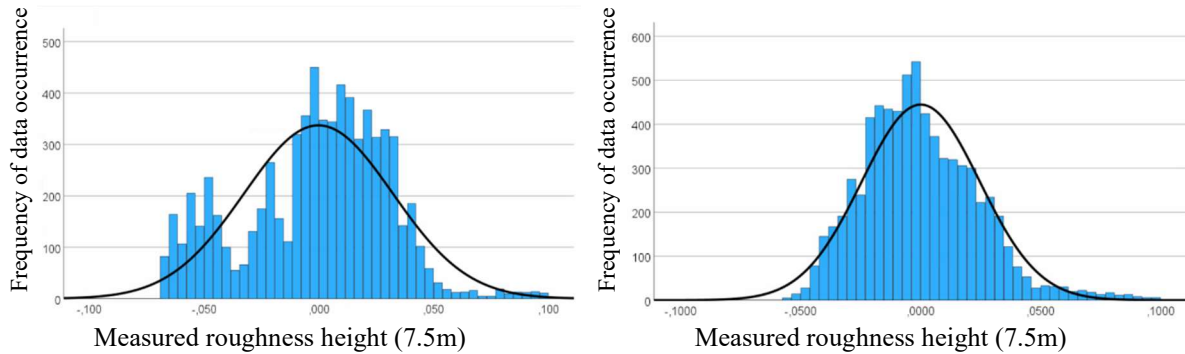 Frequency of data occurrence
500
400
300
200
100
0
-,100 -,050 ,000 ,050 ,100
Measured roughness height (7.5m)
Frequency of data occurrence
600
500
400
300
200
100
0
-,1000 -,0500 ,0000 ,0500 ,1000
Measured roughness height (7.5m)